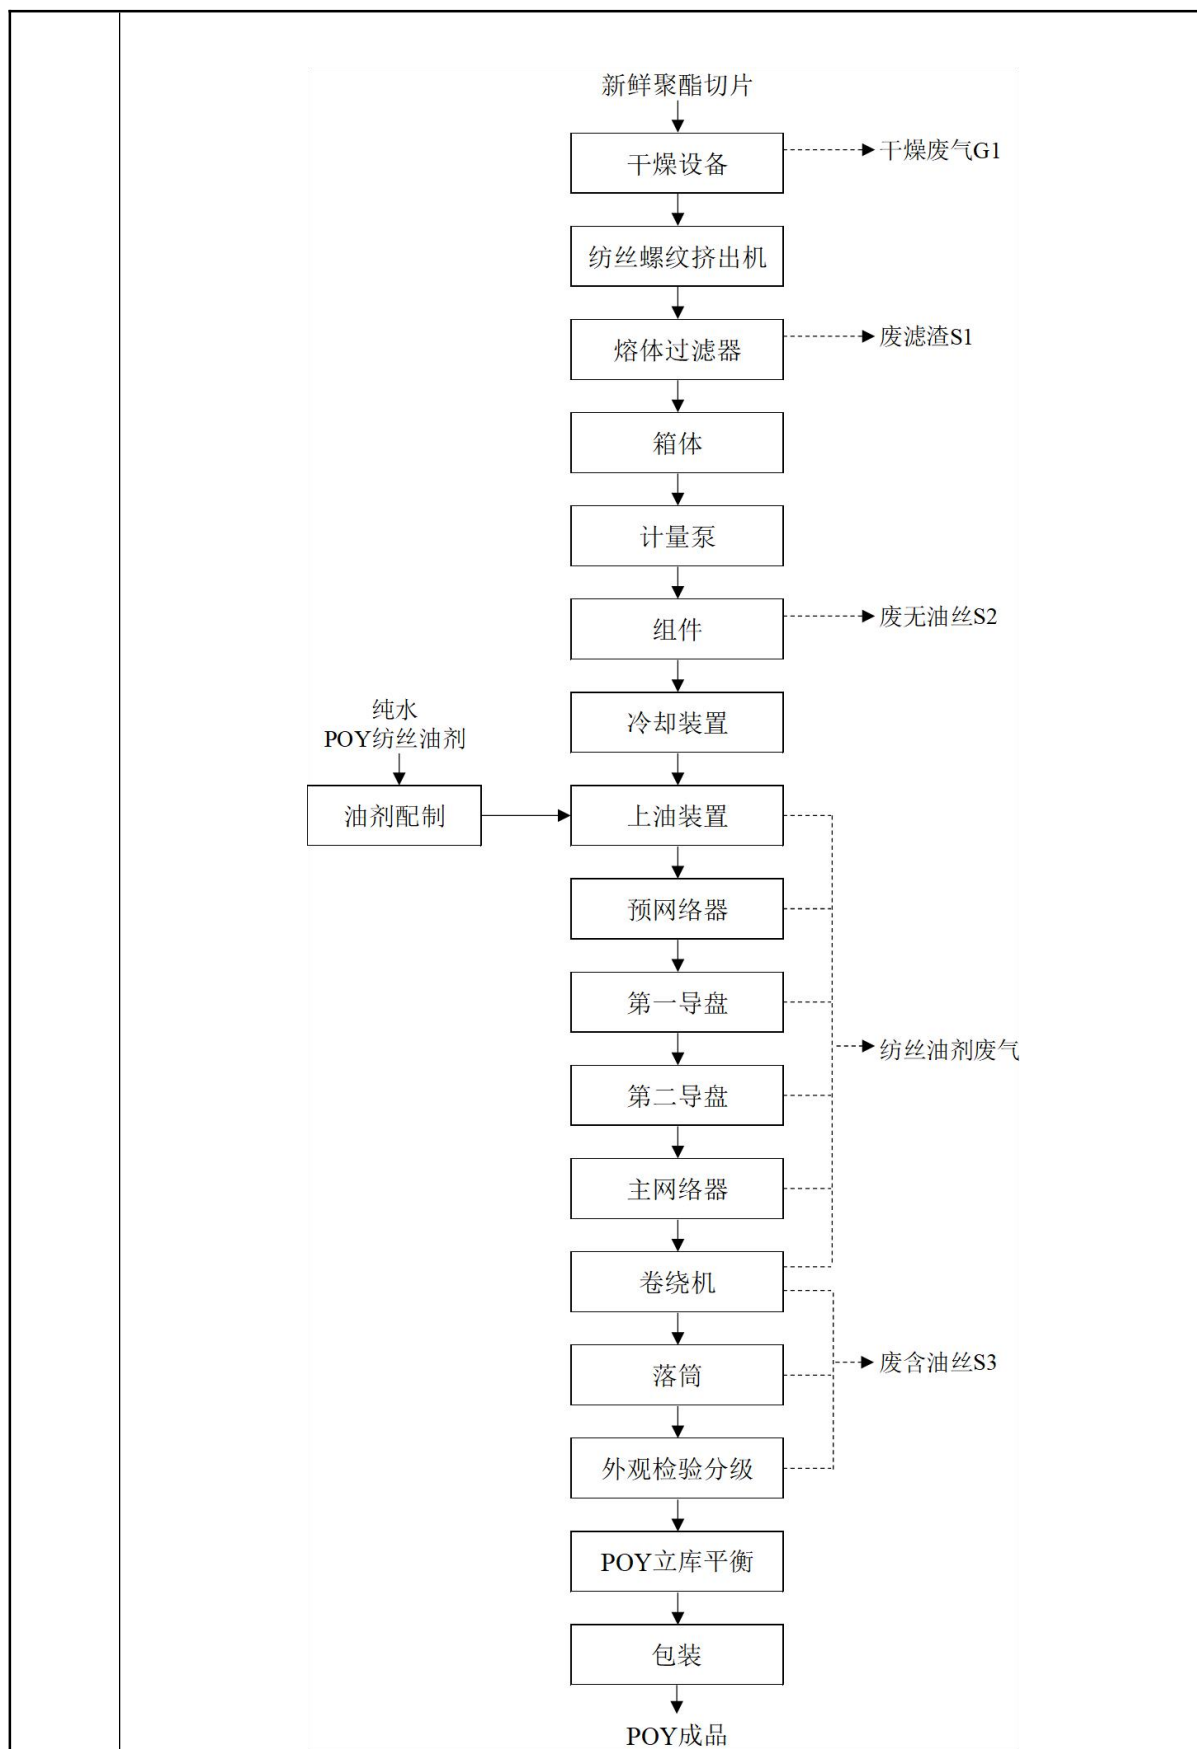 新鲜聚酯切片
干燥设备
干燥废气G1
纺丝螺纹挤出机
熔体过滤器
废滤渣S1
箱体
计量泵
组件
废无油丝S2
冷却装置
纯水
POY纺丝油剂
油剂配制
上油装置
预网络器
第一导盘
纺丝油剂废气
第二导盘
主网络器
卷绕机
废含油丝S3
落筒
外观检验分级
POY立库平衡
包装
POY成品